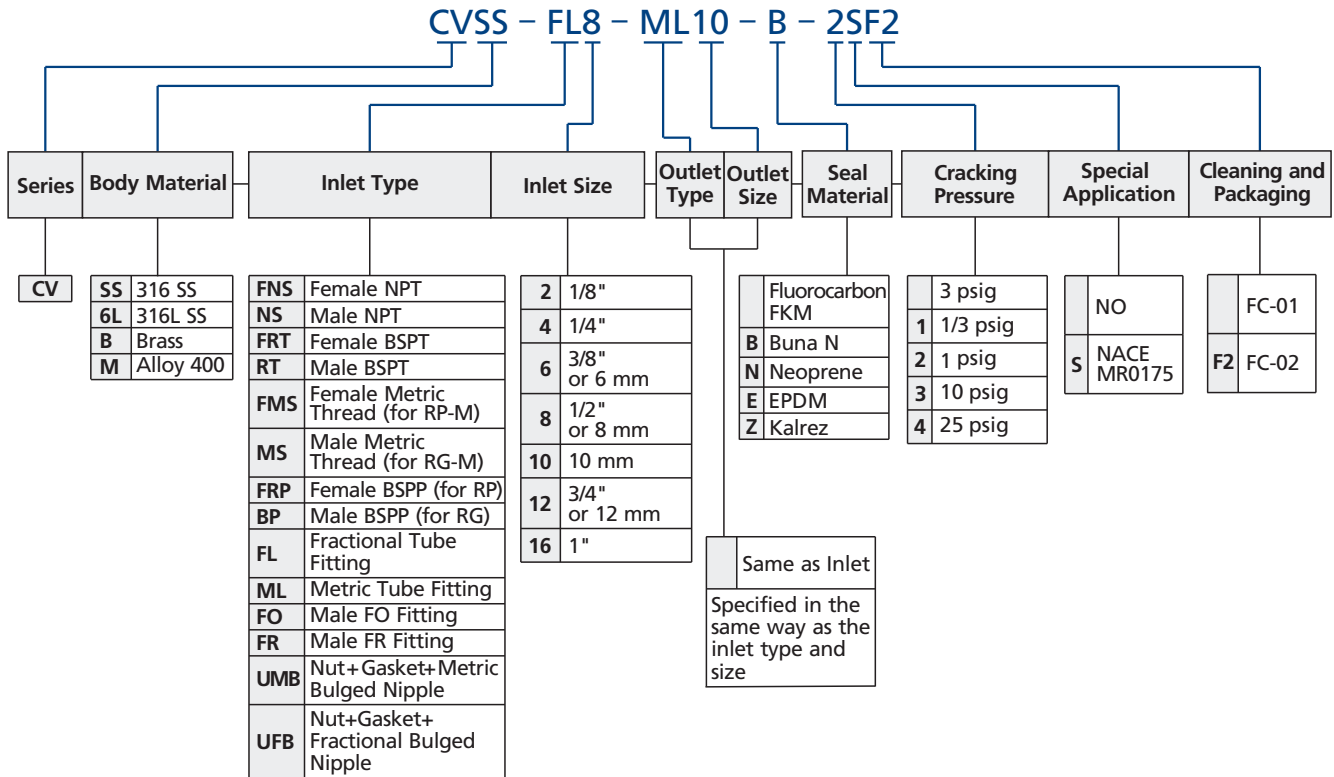 CVSS – FL8 – ML10 – B – 2SF2
Series
Body Material
Inlet Type
Inlet Size
Outlet
Type
Outlet
Size
Seal
Material
Cracking
Pressure
Special
Application
Cleaning and
Packaging
CV
SS 316 SS
6L 316L SS
B Brass
M Alloy 400
FNS Female NPT
NS Male NPT
FRT Female BSPT
RT Male BSPT
FMS Female Metric
Thread (for RP-M)
MS Male Metric
Thread (for RG-M)
FRP Female BSPP (for RP)
BP Male BSPP (for RG)
FL Fractional Tube
Fitting
ML Metric Tube Fitting
FO Male FO Fitting
FR Male FR Fitting
UMB Nut+Gasket+Metric
Bulged Nipple
UFB Nut+Gasket+
Fractional Bulged
Nipple
2 1/8"
4 1/4"
6 3/8"
or 6 mm
8 1/2"
or 8 mm
10 10 mm
12 3/4"
or 12 mm
16 1"
Same as Inlet
Specified in the
same way as the
inlet type and
size
Fluorocarbon
FKM
B Buna N
N Neoprene
E EPDM
Z Kalrez
3 psig
1 1/3 psig
2 1 psig
3 10 psig
4 25 psig
NO
S NACE
MR0175
FC-01
F2 FC-02